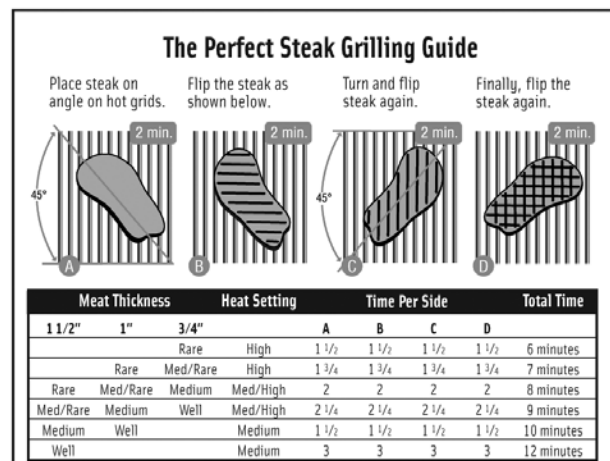 The Perfect Steak Grilling Guide
Place steak on
angle on hot grids.
Flip the steak as
shown below.
Turn and flip
steak again.
Finally, flip the
steak again.
2 min.
2 min.
2 min.
2 min.
45°
45°
A
B
C
D
Meat Thickness Heat Setting Time Per Side Total Time
1 1/2" 1" 3/4" A B C D
Rare High 1 1/2 1 1/2 1 1/2 1 1/2 6 minutes
Rare Med/Rare High 1 3/4 1 3/4 1 3/4 1 3/4 7 minutes
Rare Med/Rare Medium Med/High 2 2 2 2 8 minutes
Med/Rare Medium Well Med/High 2 1/4 2 1/4 2 1/4 2 1/4 9 minutes
Medium Well Medium 1 1/2 1 1/2 1 1/2 1 1/2 10 minutes
Well Medium 3 3 3 3 12 minutes